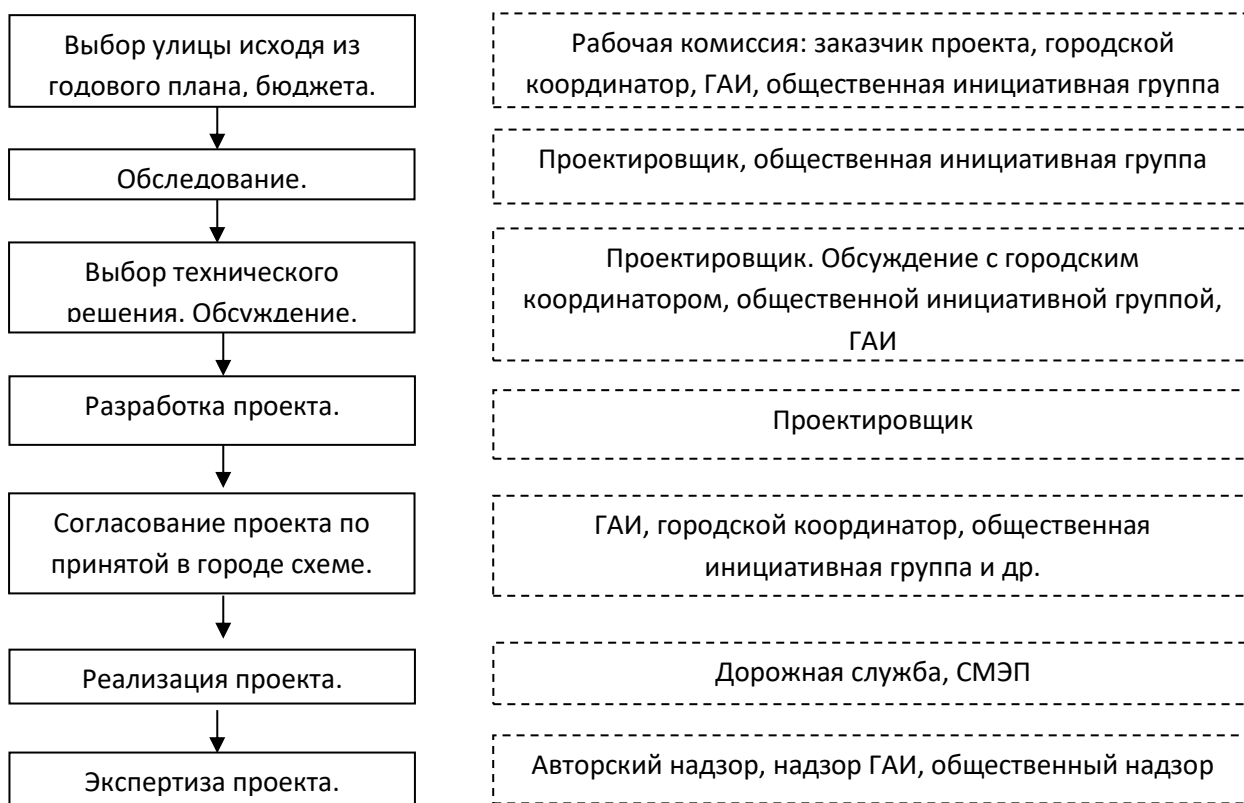 Выбор улицы исходя из
годового плана, бюджета.
Рабочая комиссия: заказчик проекта, городской
координатор, ГАИ, общественная инициативная группа
Обследование.
Проектировщик, общественная инициативная группа
Выбор технического
решения. Обсуждение.
Проектировщик. Обсуждение с городским
координатором, общественной инициативной группой,
ГАИ
Разработка проекта.
Проектировщик
Согласование проекта по
принятой в городе схеме.
ГАИ, городской координатор, общественная
инициативная группа и др.
Реализация проекта.
Дорожная служба, СМЭП
Экспертиза проекта.
Авторский надзор, надзор ГАИ, общественный надзор